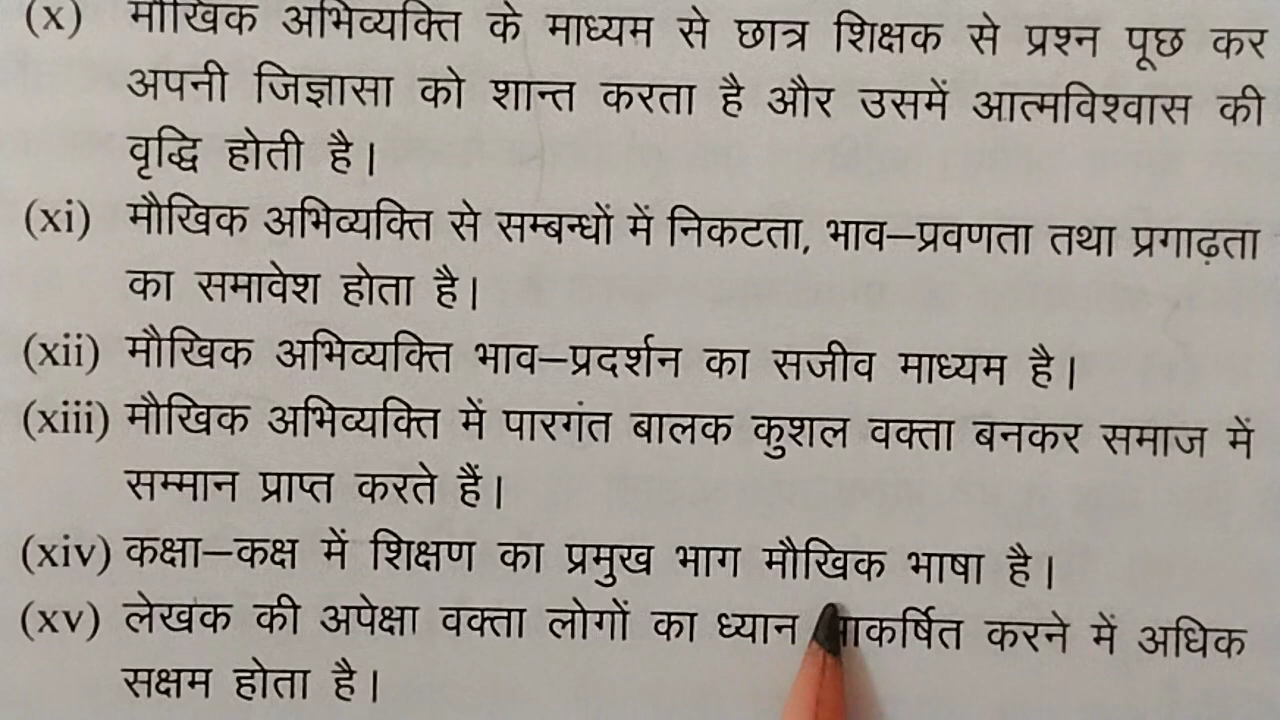 (x) मौखिक अभिव्यक्ति के माध्यम से छात्र शिक्षक से प्रश्न पूछ कर
अपनी जिज्ञासा को शान्त करता है और उसमें आत्मविश्वास की
वृद्धि होती है।
(xi) मौखिक अभिव्यक्ति से सम्बन्धों में निकटता, भाव–प्रवणता तथा प्रगाढ़ता
का समावेश होता है।
(xii) मौखिक अभिव्यक्ति भाव–प्रदर्शन का सजीव माध्यम है।
(xiii) मौखिक अभिव्यक्ति में पारगंत बालक कुशल वक्ता बनकर समाज में
सम्मान प्राप्त करते हैं।
(xiv) कक्षा–कक्ष में शिक्षण का प्रमुख भाग मौखिक भाषा है।
(xv) लेखक की अपेक्षा वक्ता लोगों का ध्यान आकर्षित करने में अधिक
सक्षम होता है।